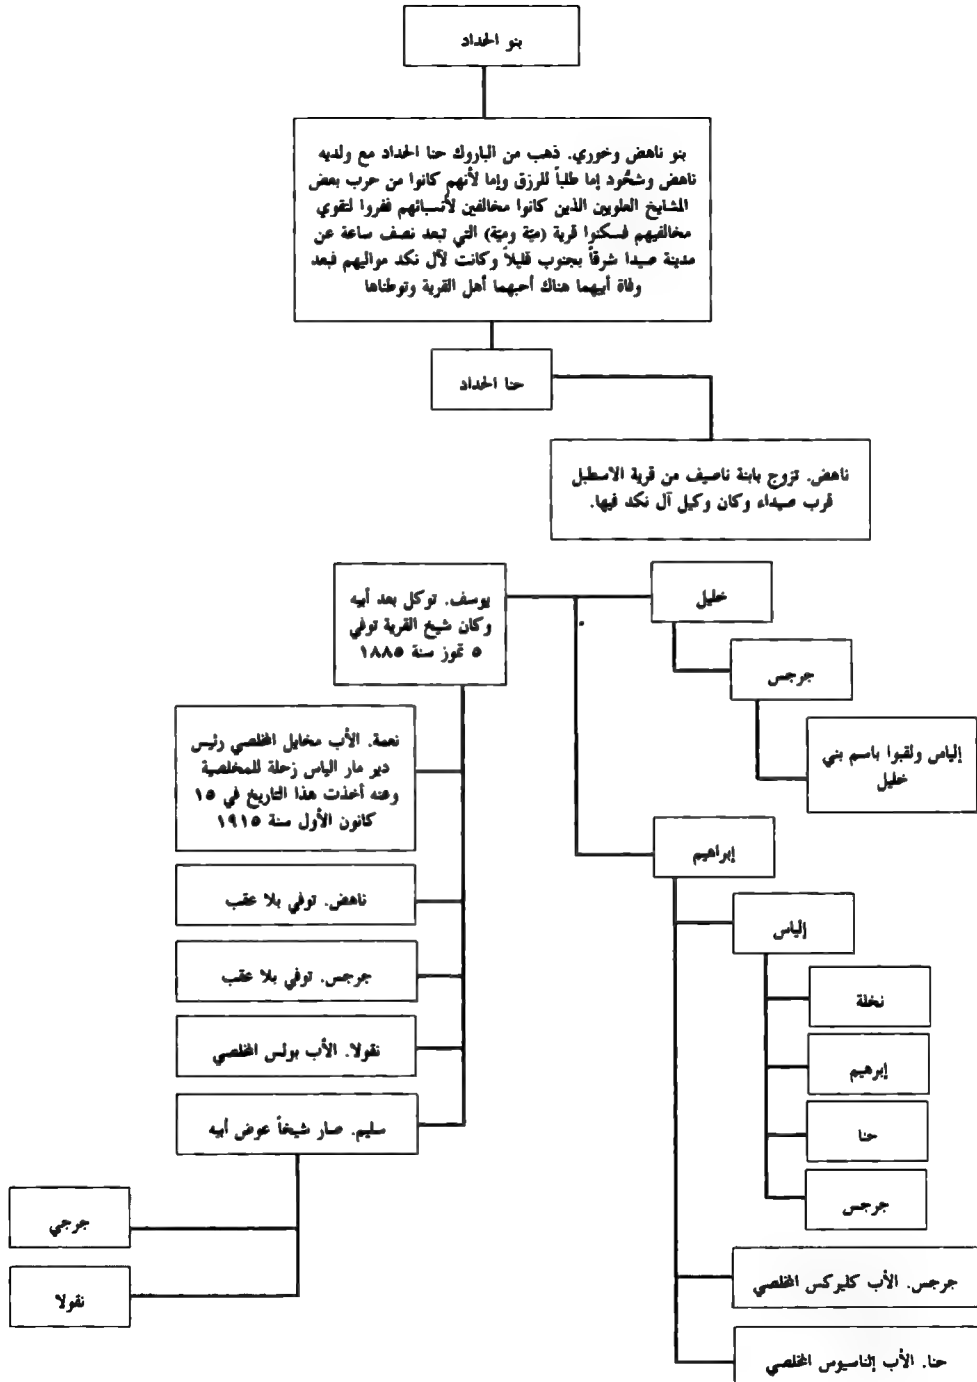 بنو الحداد
بنو ناهض وخوري. ذهب من الباروك حنا الحداد مع ولديه
ناهض وشحُّود إما طلباً للرزق وإما لأنهم كانوا من حرب بعض
المشايخ العلويين الذين كانوا مخالفين لأنسبائهم ففروا لتقوي
مخالفيهم فسكنوا قرية (ميّة وميّة) التي تبعد نصف ساعة عن
مدينة صيدا شرقاً بجنوب قليلاً وكانت لآل نكد مواليهم فبعد
وفاة أبيهما هناك أحبهما أهل القرية وتوطناها
حنا الحداد
ناهض. تزوج بابنة ناصيف من قرية الاسطبل
قرب صيداء وكان وكيل آل نكد فيها.
خليل
يوسف. توكل بعد أبيه
وكان شيخ القرية توفي
٥ تموز سنة ١٨٨٥
جرجس
إلياس ولقبوا باسم بني
خليل
نعمة. الأب مخايل المخلصي رئيس
دير مار الياس زحلة للمخلصية
وعنه أخذت هذا التاريخ في ١٥
كانون الأول سنة ١٩١٥
إبراهيم
ناهض. توفي بلا عقب
إلياس
جرجس. توفي بلا عقب
نخلة
نقولا. الأب بولس المخلصي
إبرهيم
سليم. صار شيخاً عوض أبيه
حنا
جرجس
جرجي
جرجس. الأب كليركس المخلصي
نقولا
حنا. الأب إثناسيوس المخلصي